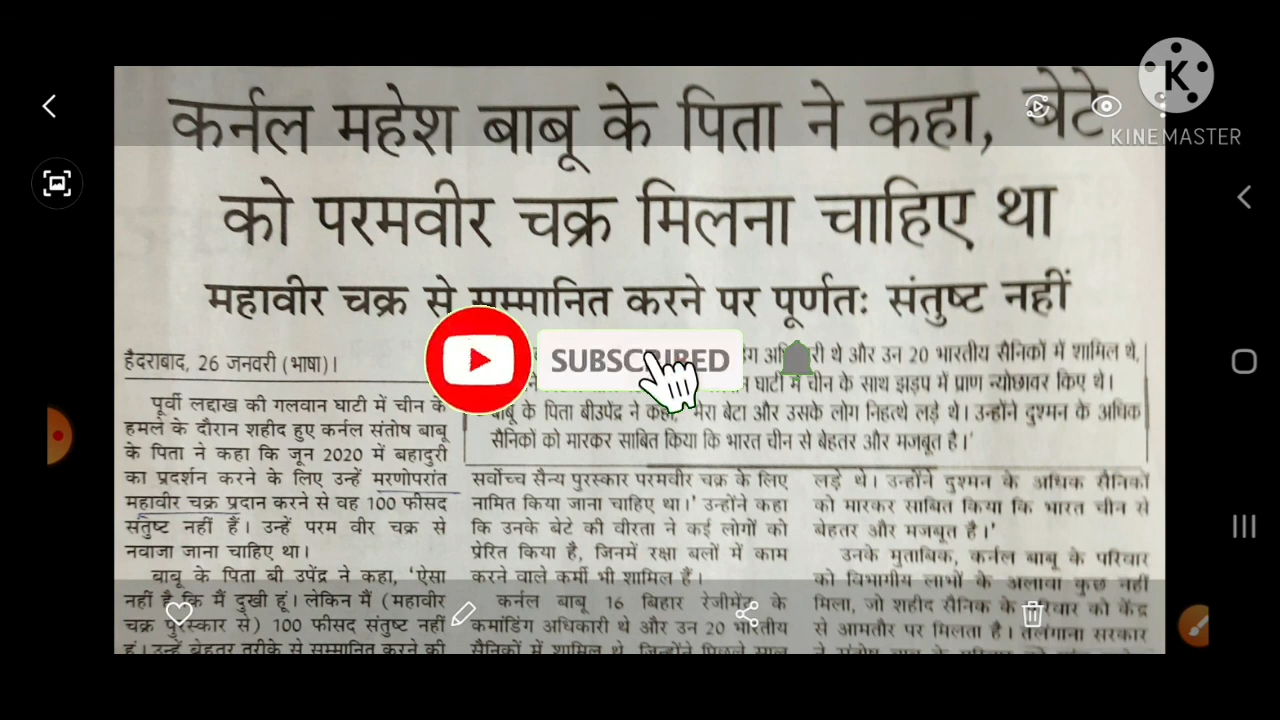 कर्नल महेश बाबू के पिता ने कहा, बेटे
को परमवीर चक्र मिलना चाहिए था
महावीर चक्र से सम्मानित करने पर पूर्णतः संतुष्ट नहीं
KINEMASTER
SUBSCRIBED
हैदराबाद, 26 जनवरी (भाषा)।
पूर्वी लद्दाख की गलवान घाटी में चीन के
हमले के दौरान शहीद हुए कर्नल संतोष बाबू
के पिता ने कहा कि जून 2020 में बहादुरी
का प्रदर्शन करने के लिए उन्हें मरणोपरांत
महावीर चक्र प्रदान करने से वह 100 फीसद
संतुष्ट नहीं हैं। उन्हें परम वीर चक्र से
नवाजा जाना चाहिए था।
बाबू के पिता बी उपेंद्र ने कहा, 'ऐसा
नहीं है कि मैं दुखी हूं। लेकिन मैं (महावीर
चक्र पुरस्कार से) 100 फीसद संतुष्ट नहीं
हूं। उन्हें बेहतर तरीके से सम्मानित करने की
थे और उन 20 भारतीय सैनिकों में शामिल थे,
घाटी में चीन के साथ झड़प में प्राण न्योछावर किए थे।
बाबू के पिता बीउपेंद्र ने कहा, 'मेरा बेटा और उसके लोग निहत्थे लड़े थे। उन्होंने दुश्मन के अधिक
सैनिकों को मारकर साबित किया कि भारत चीन से बेहतर और मजबूत है।'
सर्वोच्च सैन्य पुरस्कार परमवीर चक्र के लिए
नामित किया जाना चाहिए था।' उन्होंने कहा
कि उनके बेटे की वीरता ने कई लोगों को
प्रेरित किया है, जिनमें रक्षा बलों में काम
करने वाले कर्मी भी शामिल हैं।
कर्नल बाबू 16 बिहार रेजीमेंट के
कमांडिंग अधिकारी थे और उन 20 भारतीय
सैनिकों में शामिल थे, जिन्होंने पिछले साल
लड़े थे। उन्होंने दुश्मन के अधिक सैनिकों
को मारकर साबित किया कि भारत चीन से
बेहतर और मजबूत है।'
उनके मुताबिक, कर्नल बाबू के परिवार
को विभागीय लाभों के अलावा कुछ नहीं
मिला, जो शहीद सैनिक के परिवार को केंद्र
से आमतौर पर मिलता है। तेलंगाना सरकार